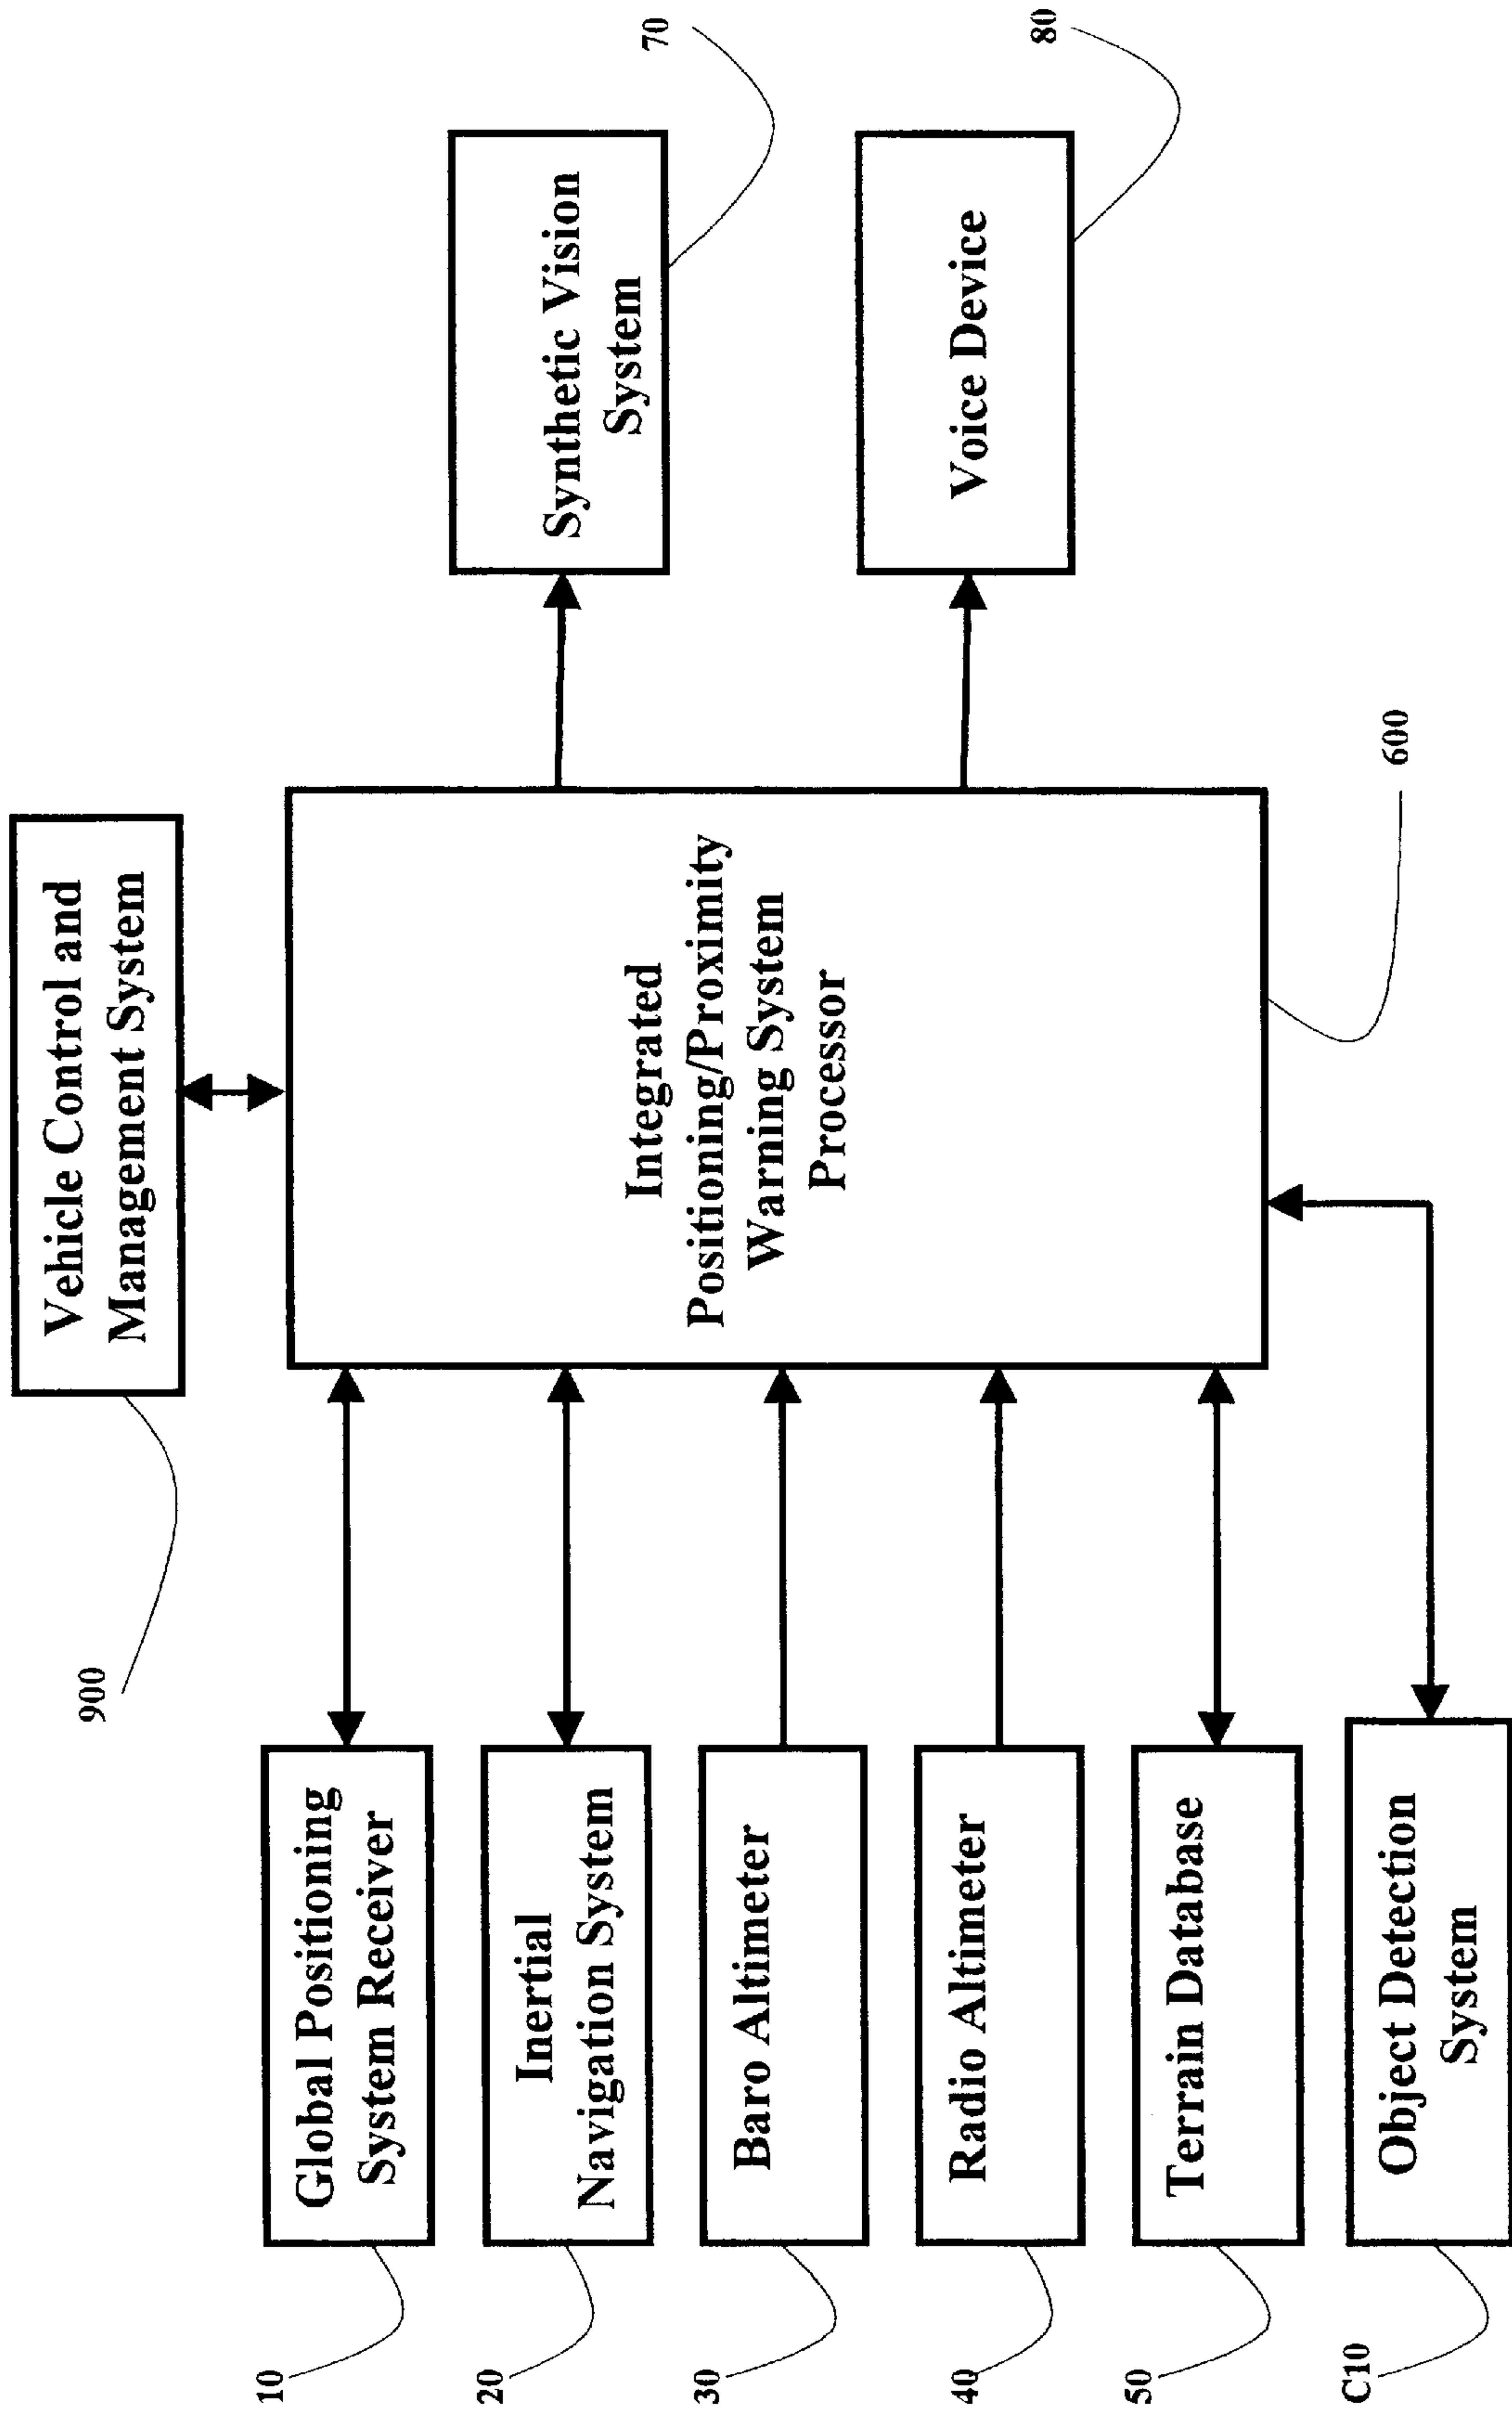 900
Vehicle Control and
Management System
10
Global Positioning
System Receiver
20
Inertial
Navigation System
30
Baro Altimeter
40
Radio Altimeter
50
Terrain Database
C10
Object Detection
System
Integrated
Positioning/Proximity
Warning System
Processor
600
Synthetic Vision
System
70
Voice Device
80